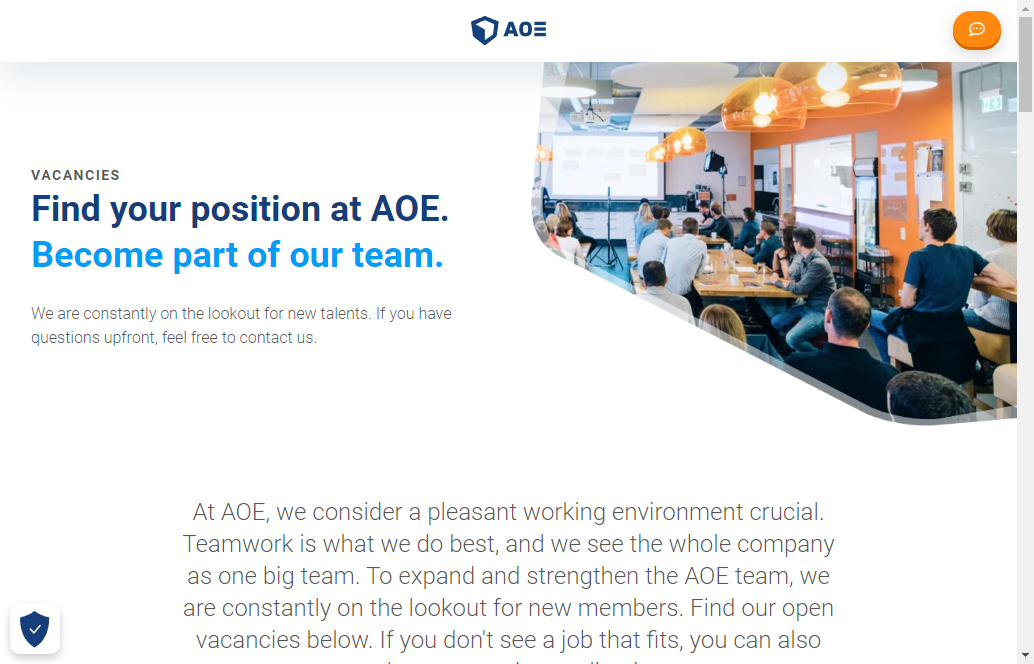 AOE
VACANCIES
Find your position at AOE.
Become part of our team.
We are constantly on the lookout for new talents. If you have
questions upfront, feel free to contact us.
At AOE, we consider a pleasant working environment crucial.
Teamwork is what we do best, and we see the whole company
as one big team. To expand and strengthen the AOE team, we
are constantly on the lookout for new members. Find our open
vacancies below. If you don't see a job that fits, you can also